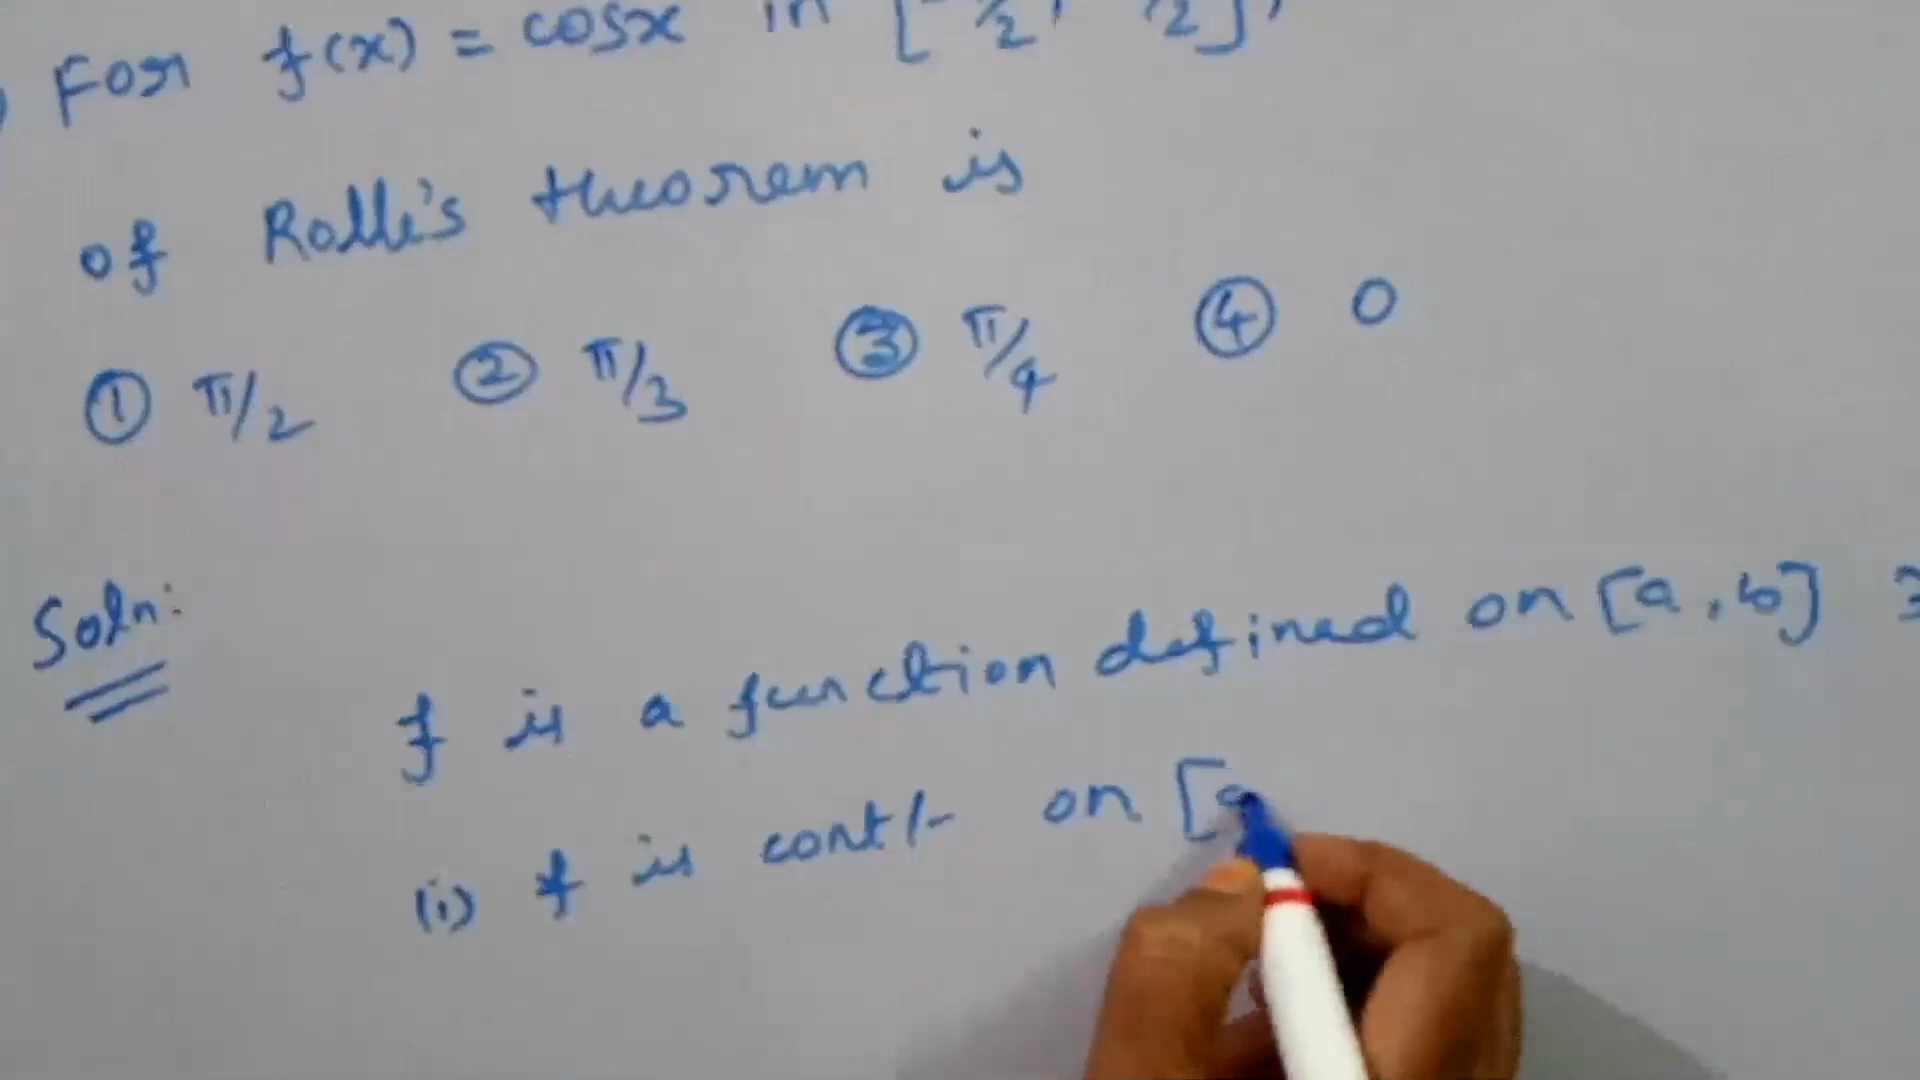 For f(x) = cosx in [
of Rolle's theorem is
① π/2 ② π/3 ③ π/4 ④ 0
Soln:
f is a function defined on [a,b]
(i) f is cont/- on [a